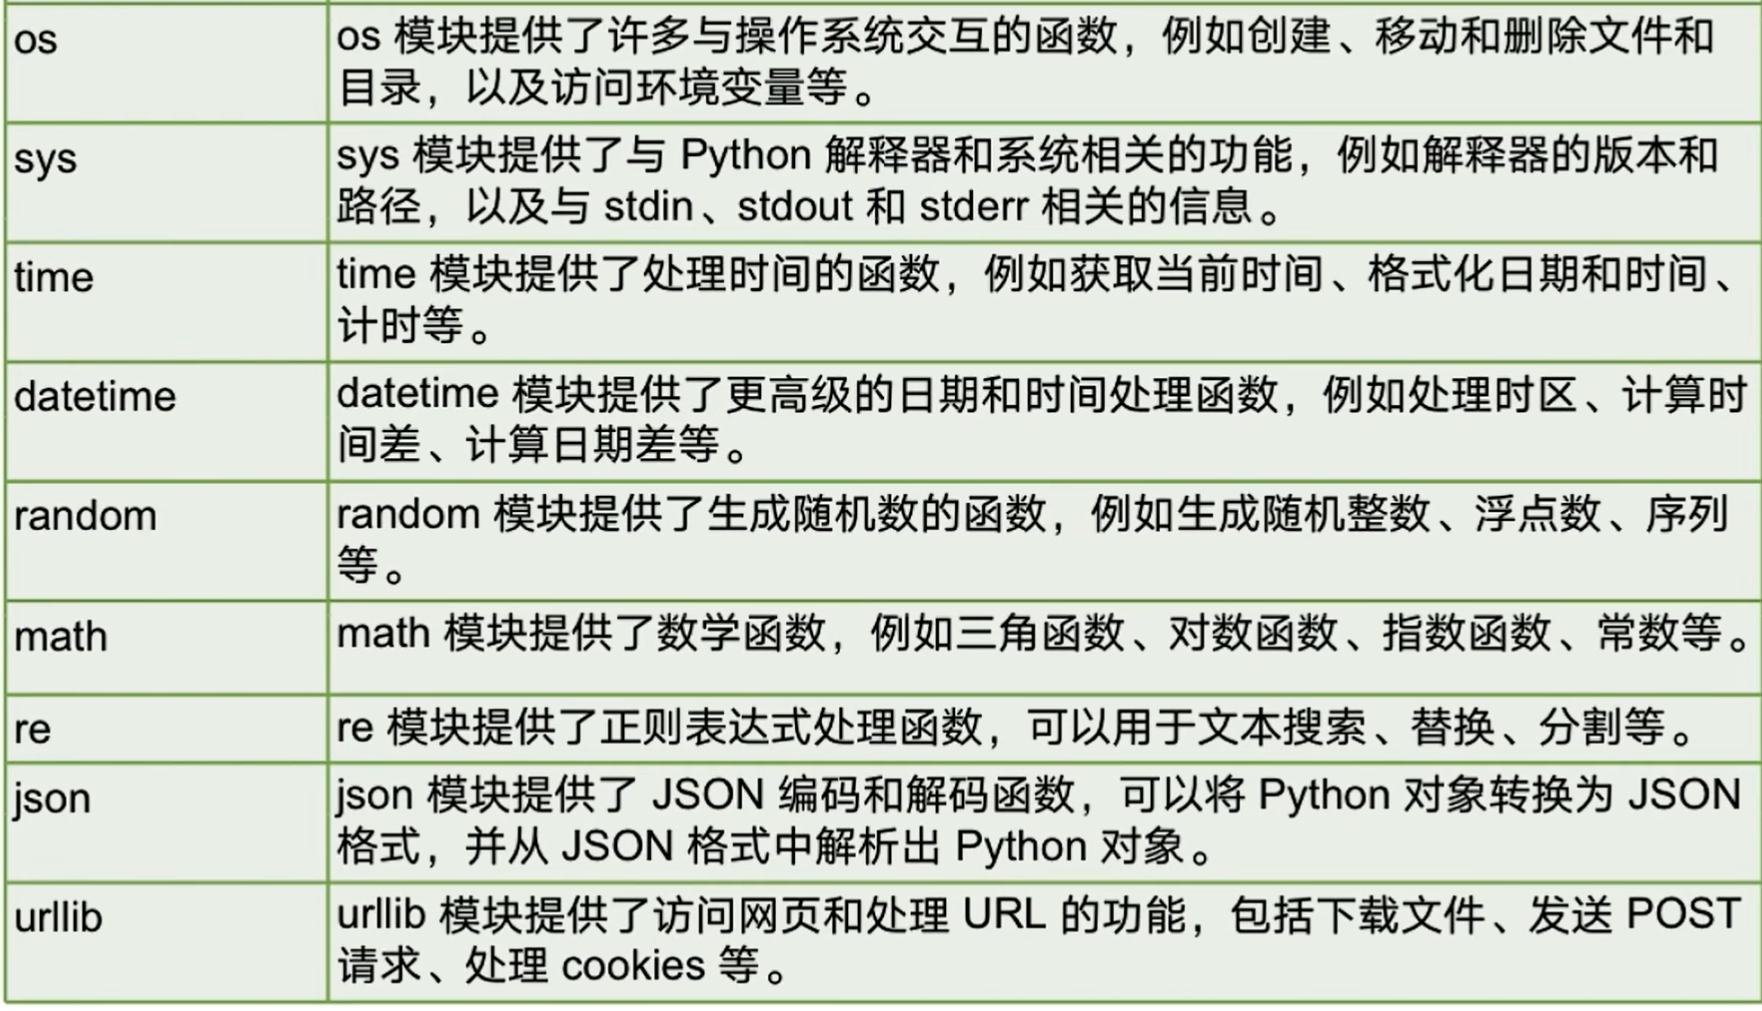 os
os 模块提供了许多与操作系统交互的函数，例如创建、移动和删除文件和
目录，以及访问环境变量等。
sys
sys 模块提供了与 Python 解释器和系统相关的功能，例如解释器的版本和
路径，以及与 stdin、stdout 和 stderr 相关的信息。
time
time 模块提供了处理时间的函数，例如获取当前时间、格式化日期和时间、
计时等。
datetime
datetime 模块提供了更高级的日期和时间处理函数，例如处理时区、计算时
间差、计算日期差等。
random
random 模块提供了生成随机数的函数，例如生成随机整数、浮点数、序列
等。
math
math 模块提供了数学函数，例如三角函数、对数函数、指数函数、常数等。
re
re 模块提供了正则表达式处理函数，可以用于文本搜索、替换、分割等。
json
json 模块提供了 JSON 编码和解码函数，可以将 Python 对象转换为 JSON
格式，并从 JSON 格式中解析出 Python 对象。
urllib
urllib 模块提供了访问网页和处理 URL 的功能，包括下载文件、发送 POST
请求、处理 cookies 等。